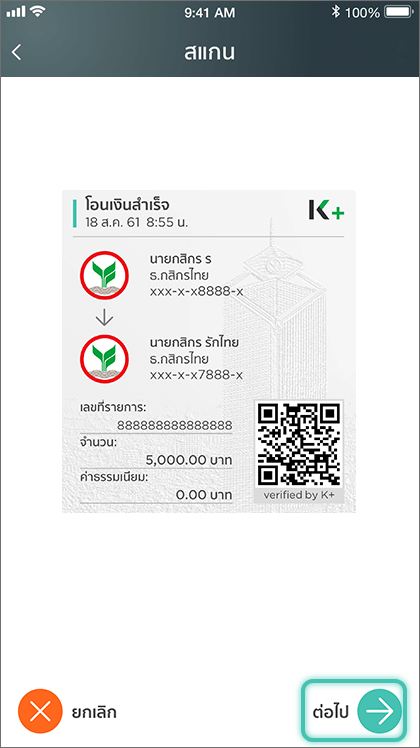 9:41 AM
100%
สแกน
โอนเงินสำเร็จ
18 ส.ค. 61 8:55 น.
K+
นายกสิกร ร
ธ.กสิกรไทย
xxx-x-x8888-x
นายกสิกร รักไทย
ธ.กสิกรไทย
xxx-x-x7888-x
เลขที่รายการ:
888888888888888
จำนวน:
5,000.00 บาท
ค่าธรรมเนียม:
0.00 บาท
verified by K+
ยกเลิก
ต่อไป